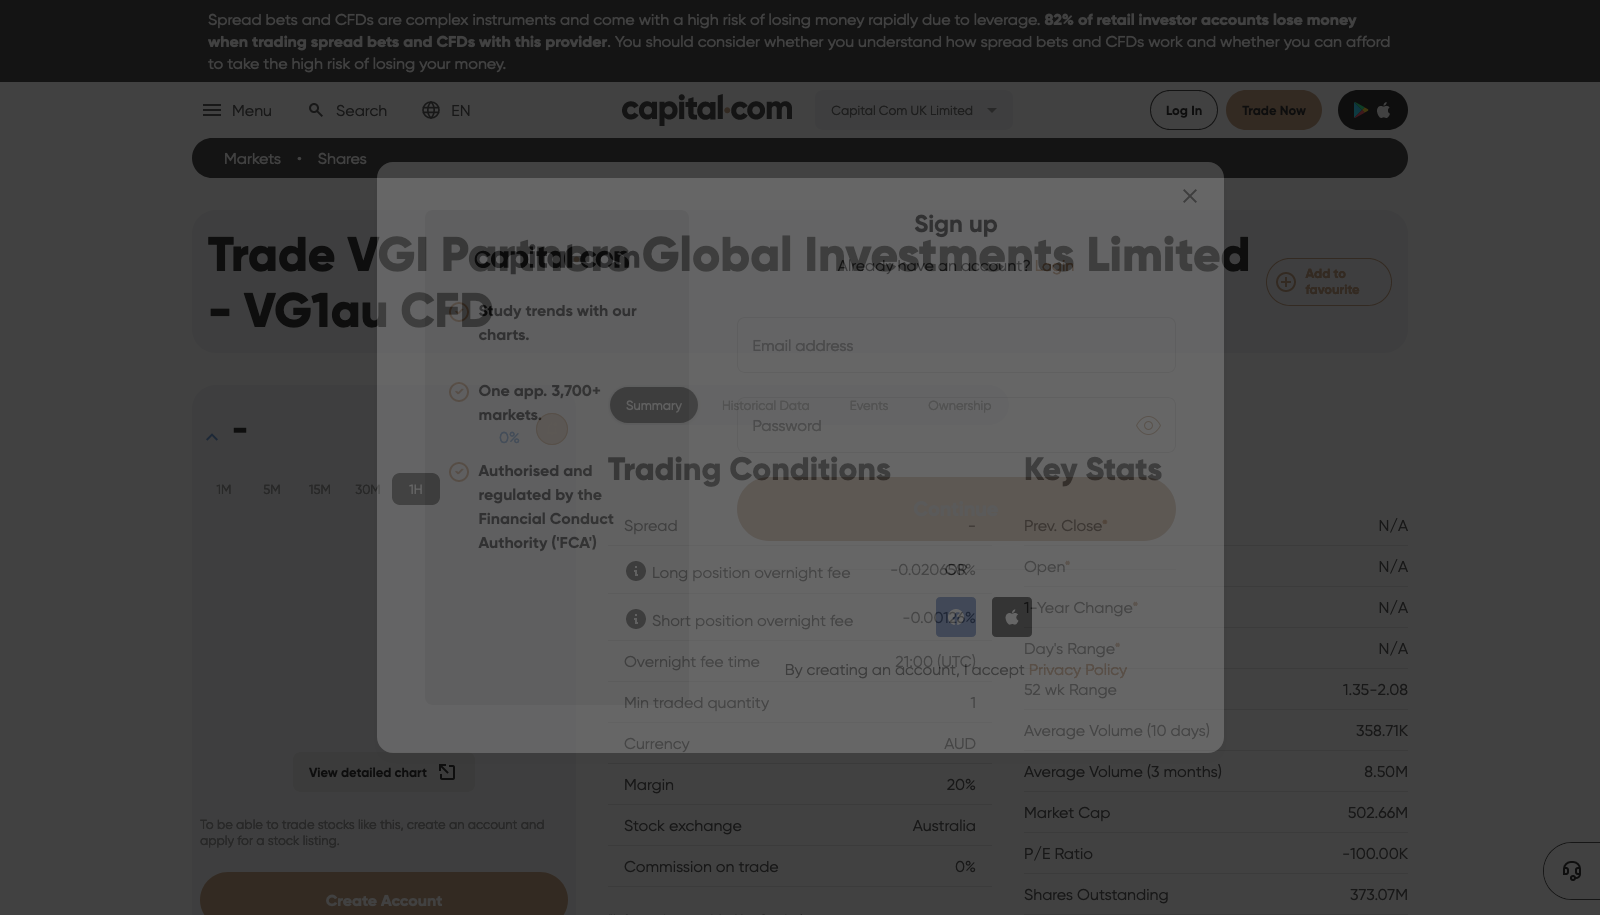 Spread bets and CFDs are complex instruments and come with a high risk of losing money rapidly due to leverage. 82% of retail investor accounts lose money
when trading spread bets and CFDs with this provider. You should consider whether you understand how spread bets and CFDs work and whether you can afford
to take the high risk of losing your money.
Menu
Search
EN
capital.com
Capital Com UK Limited
Log In
Trade Now
Markets • Shares
Trade VGI Partners Global Investments Limited
- VG1au CFD
Add to
favourite
capital.com
Study trends with our
charts.
One app. 3,700+
markets.
Authorised and
regulated by the
Financial Conduct
Authority ('FCA')
Sign up
Already have an account? Login
Email address
Password
OR
By creating an account, I accept Privacy Policy
-
0%
1M 5M 15M 30M 1H
View detailed chart
To be able to trade stocks like this, create an account and
apply for a stock listing.
Create Account
Summary Historical Data Events Ownership
Trading Conditions
Spread -
Long position overnight fee
Short position overnight fee
Overnight fee time 21:00 (UTC)
Min traded quantity 1
Currency AUD
Margin 20%
Stock exchange Australia
Commission on trade 0%
Key Stats
Prev. Close* N/A
Open* N/A
1-Year Change* N/A
Day's Range* N/A
52 wk Range 1.35-2.08
Average Volume (10 days) 358.71K
Average Volume (3 months) 8.50M
Market Cap 502.66M
P/E Ratio -100.00K
Shares Outstanding 373.07M